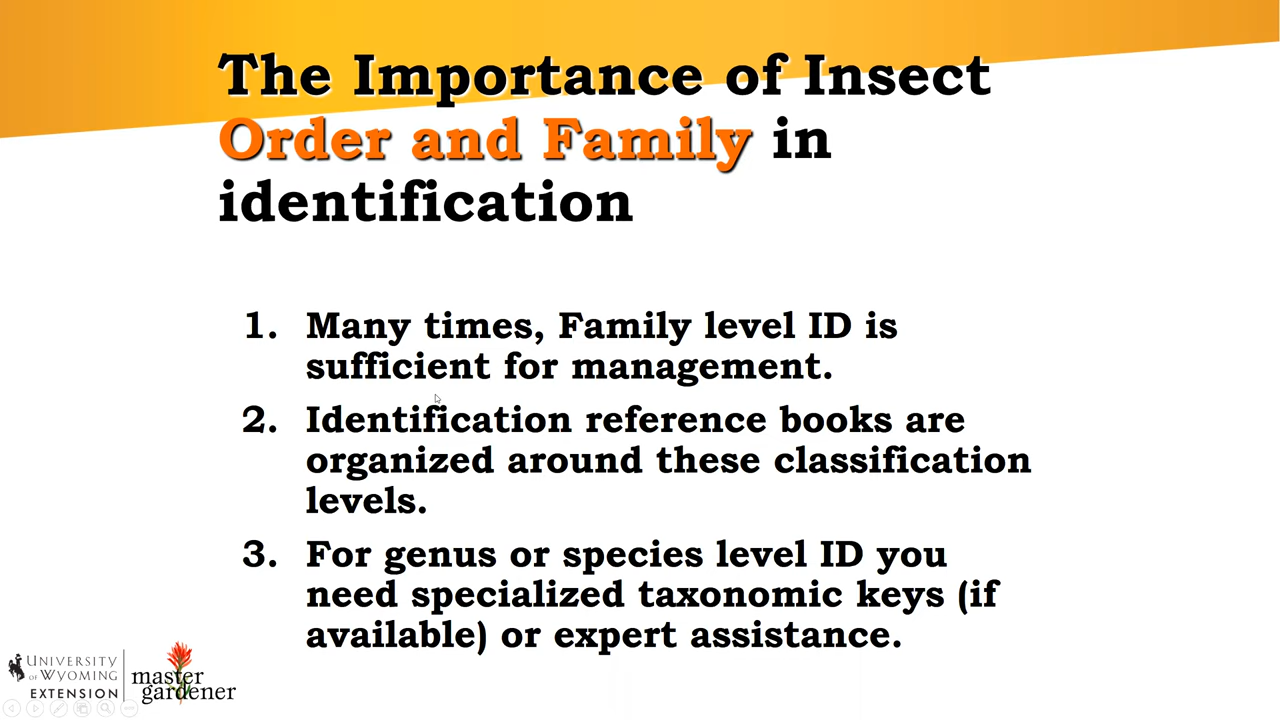 The Importance of Insect
Order and Family in
identification
1. Many times, Family level ID is
sufficient for management.
2. Identification reference books are
organized around these classification
levels.
3. For genus or species level ID you
need specialized taxonomic keys (if
available) or expert assistance.
UNIVERSITY
OF WYOMING
EXTENSION
master
gardener